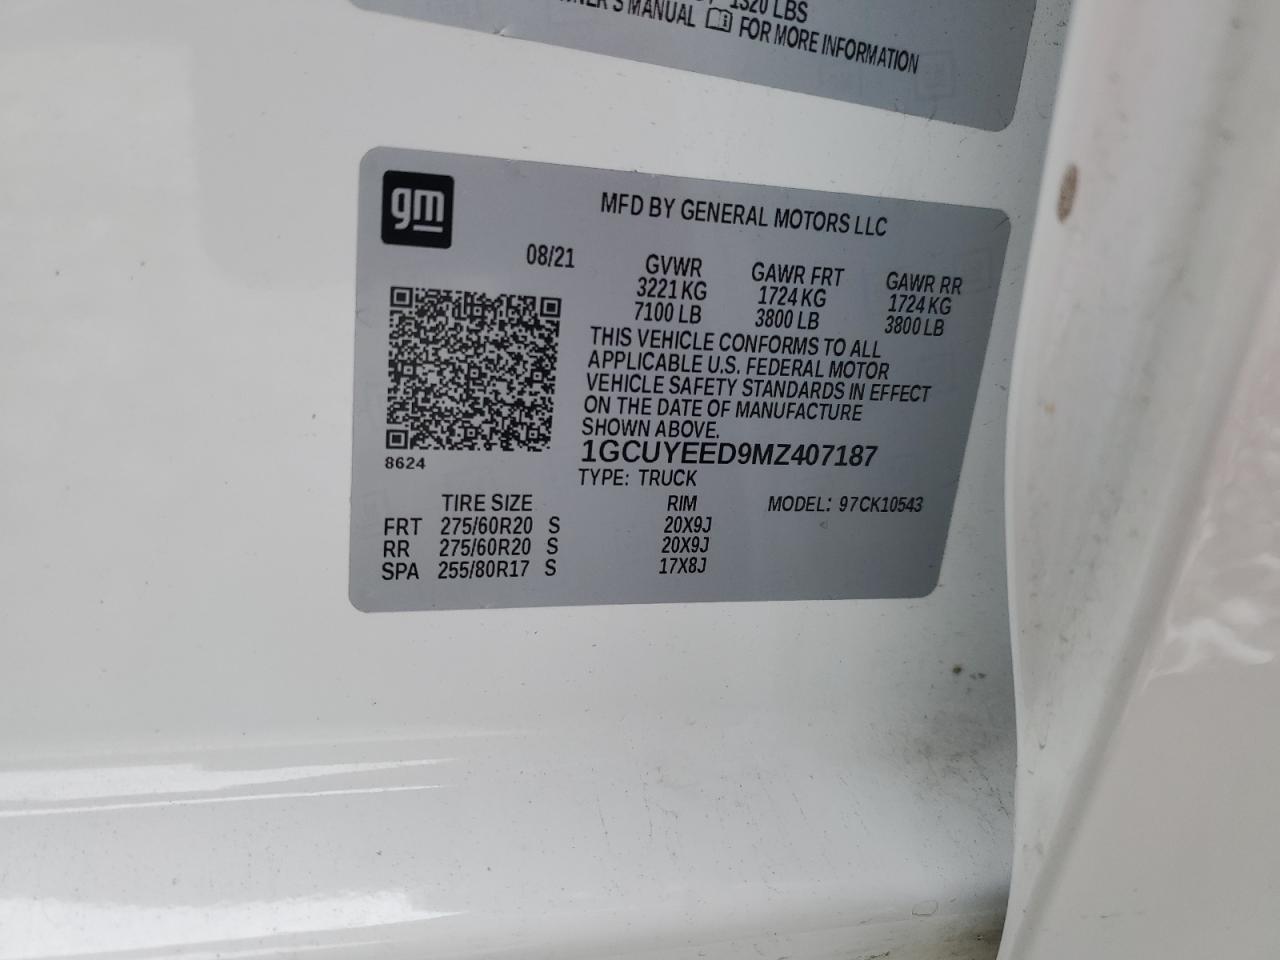 1320 LBS
OWNER'S MANUAL FOR MORE INFORMATION
gm
MFD BY GENERAL MOTORS LLC
08/21
GVWR GAWR FRT GAWR RR
3221 KG 1724 KG 1724 KG
7100 LB 3800 LB 3800 LB
THIS VEHICLE CONFORMS TO ALL
APPLICABLE U.S. FEDERAL MOTOR
VEHICLE SAFETY STANDARDS IN EFFECT
ON THE DATE OF MANUFACTURE
SHOWN ABOVE.
1GCUYEED9MZ407187
8624
TYPE: TRUCK
TIRE SIZE RIM MODEL: 97CK10543
FRT 275/60R20 S 20X9J
RR 275/60R20 S 20X9J
SPA 255/80R17 S 17X8J